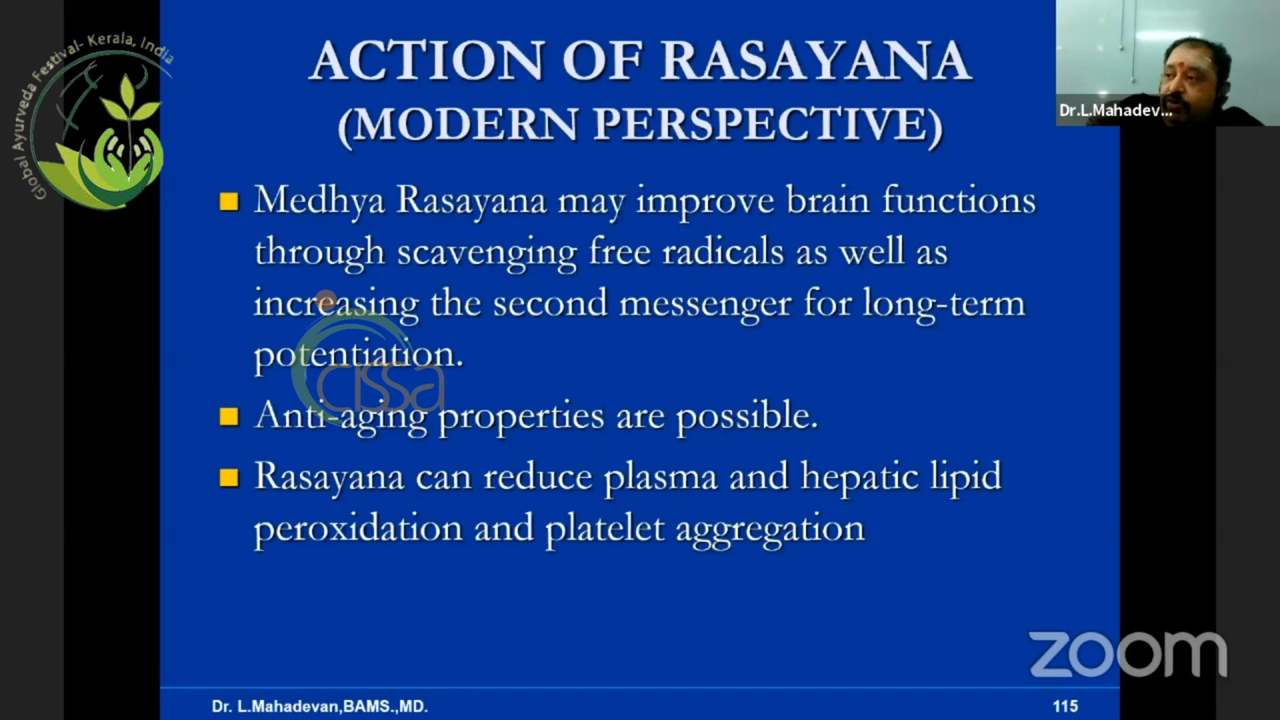 Global Ayurveda Festival- Kerala, India
ACTION OF RASAYANA
(MODERN PERSPECTIVE)
Dr.L.Mahadev...
Medhya Rasayana may improve brain functions
through scavenging free radicals as well as
increasing the second messenger for long-term
potentiation.
cissa
Anti-aging properties are possible.
Rasayana can reduce plasma and hepatic lipid
peroxidation and platelet aggregation
zoom
Dr. L.Mahadevan,BAMS.,MD.
115